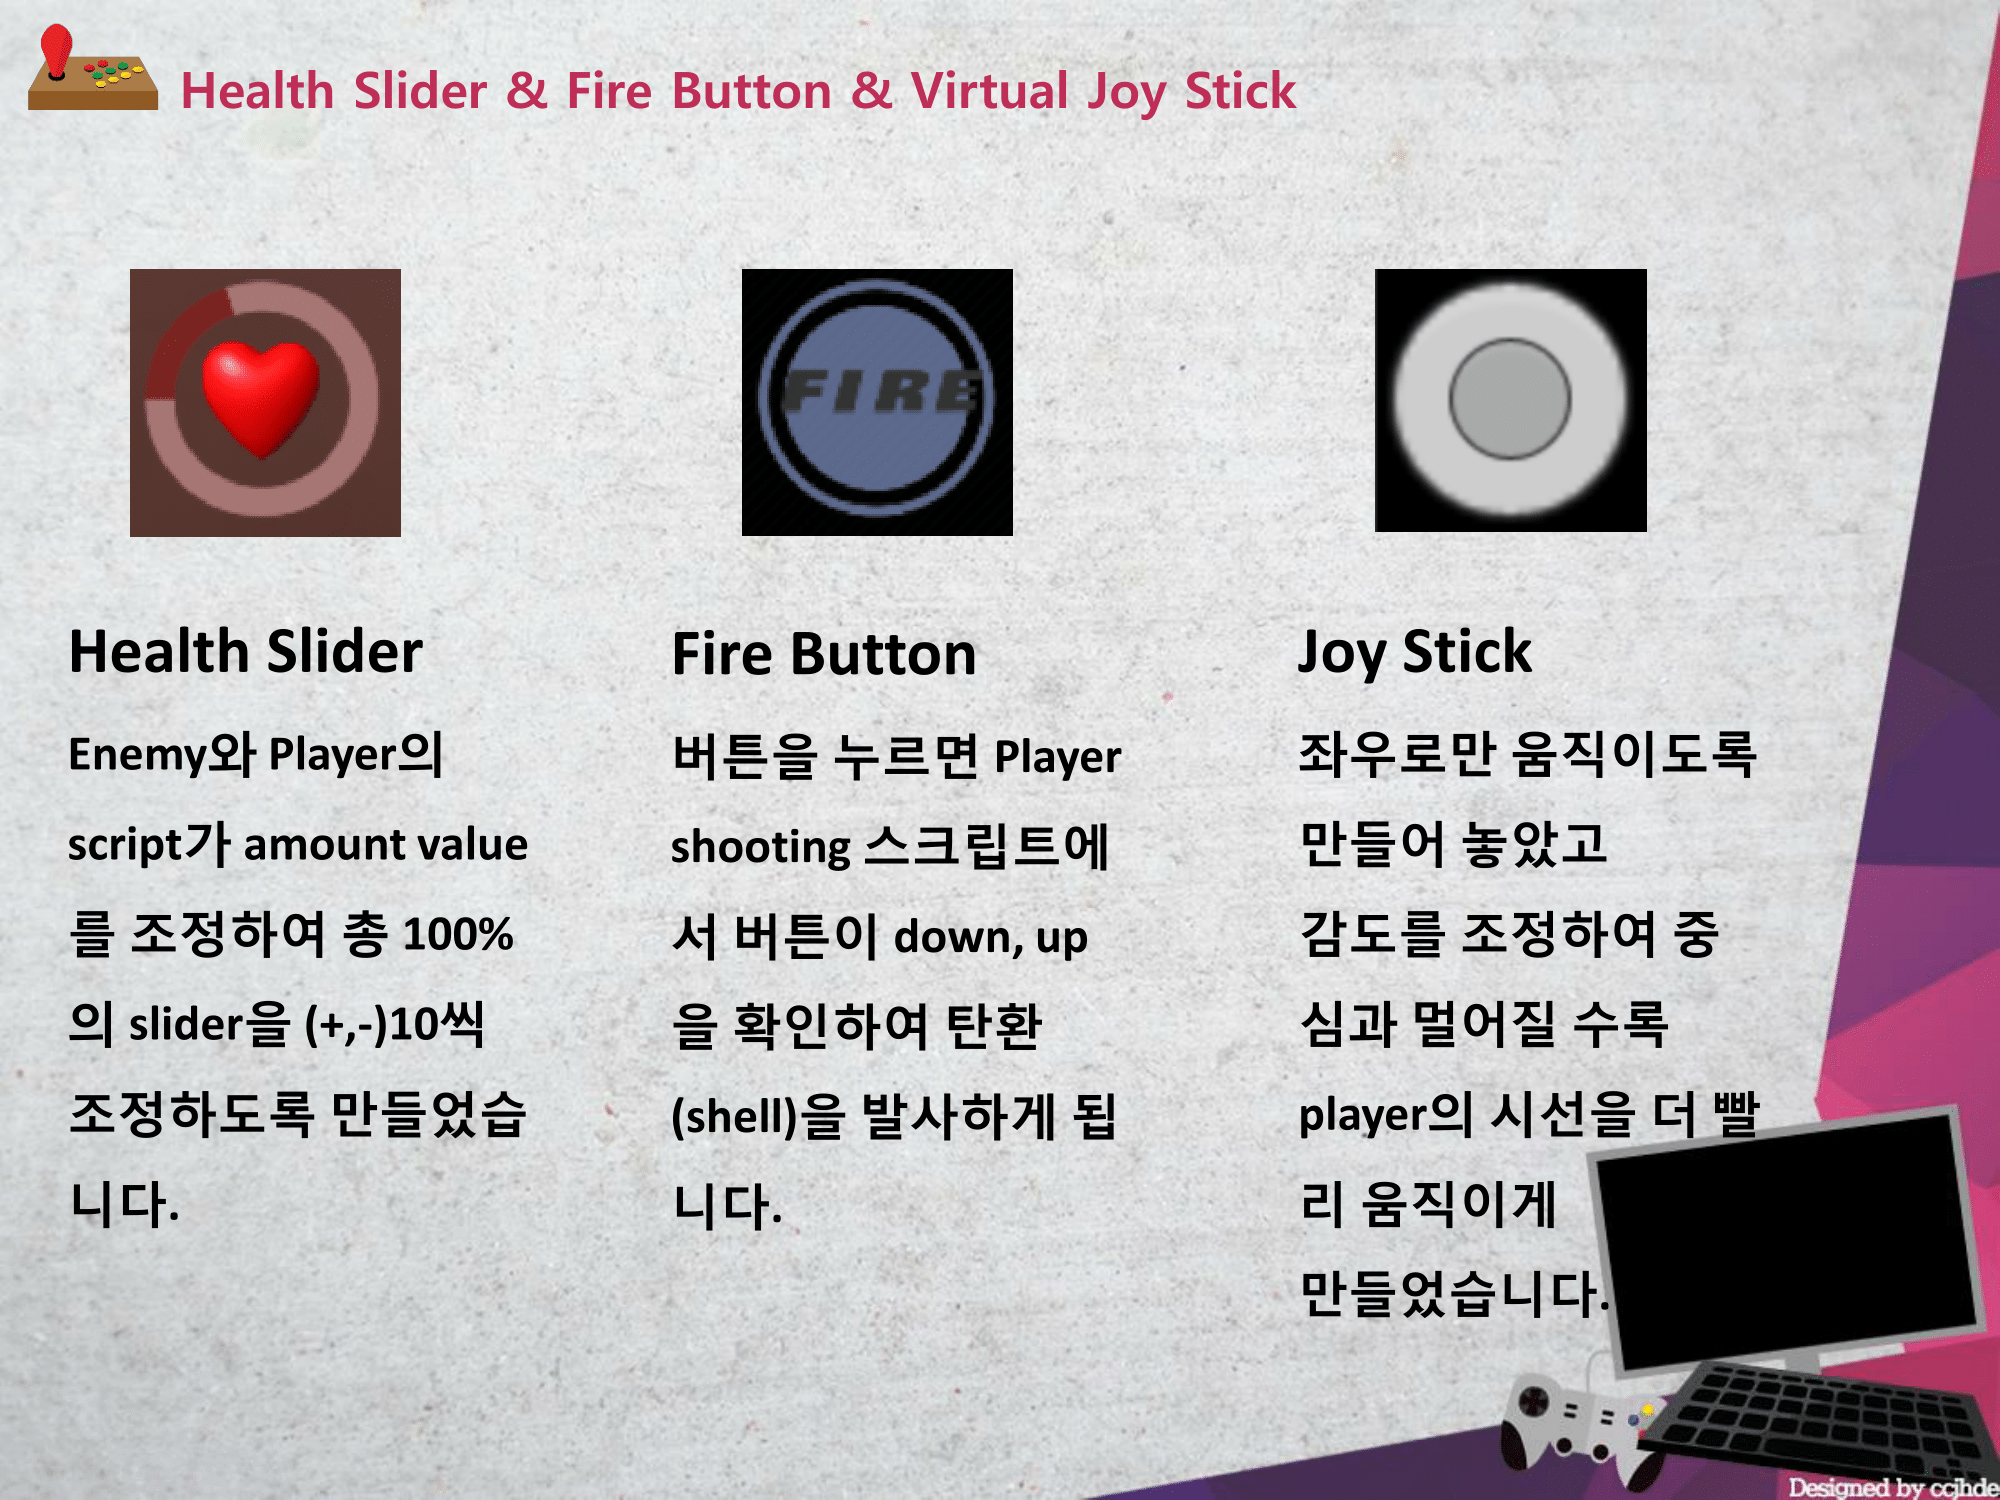 Health Slider & Fire Button & Virtual Joy Stick
FIRE
Health Slider
Enemy와 Player의
script가 amount value
를 조정하여 총 100%
의 slider을 (+,-)10씩
조정하도록 만들었습
니다.
Fire Button
버튼을 누르면 Player
shooting 스크립트에
서 버튼이 down, up
을 확인하여 탄환
(shell)을 발사하게 됩
니다.
Joy Stick
좌우로만 움직이도록
만들어 놓았고
감도를 조정하여 중
심과 멀어질 수록
player의 시선을 더 빨
리 움직이게
만들었습니다.
Designed by ccjhde